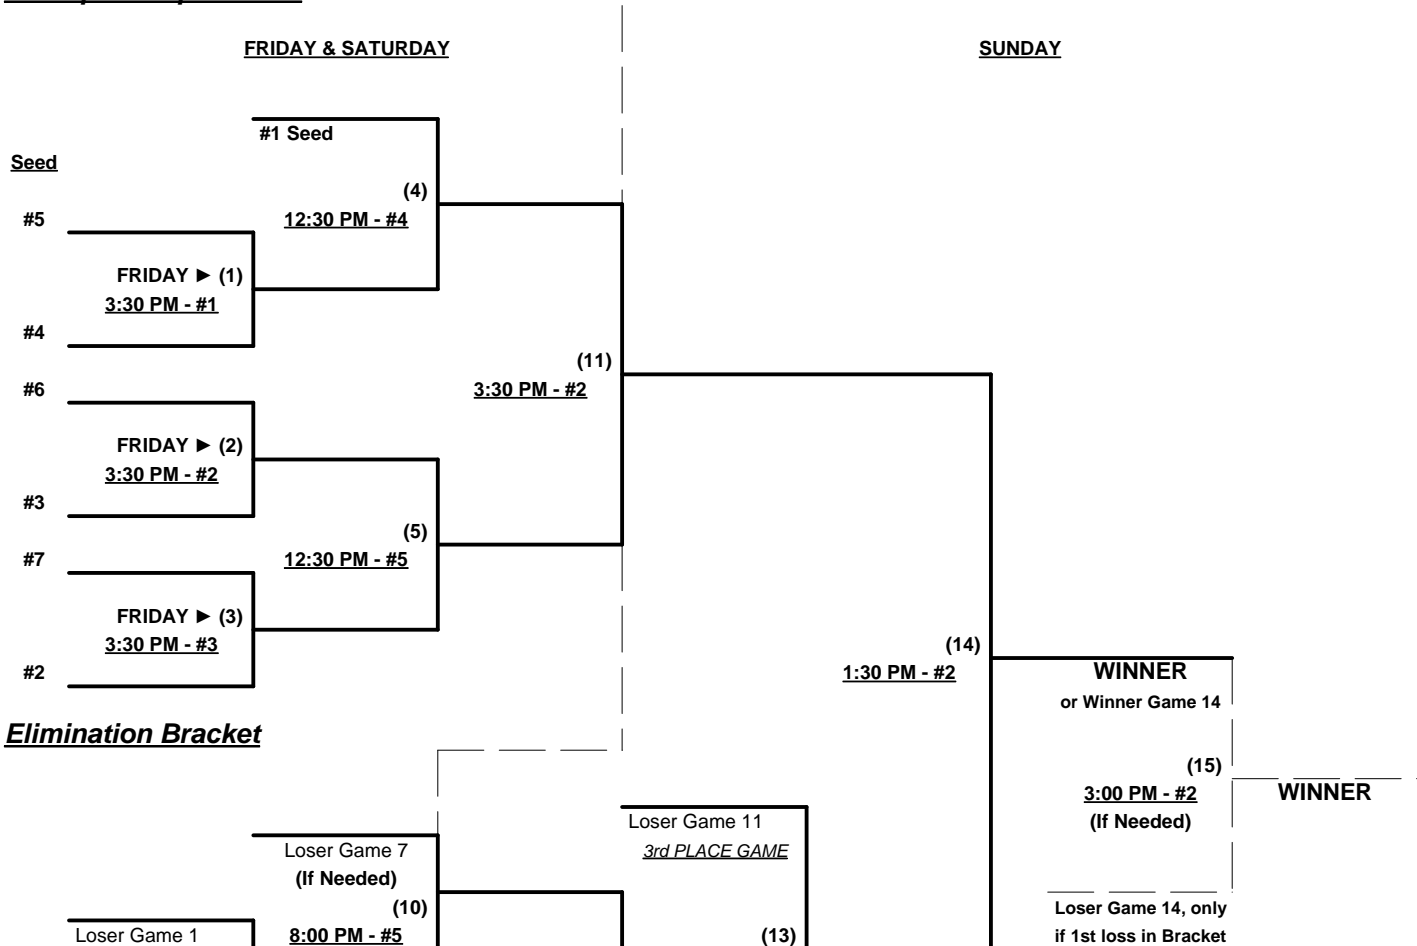 FRIDAY & SATURDAY
SUNDAY
#1 Seed
Seed
(4)
#5
12:30 PM - #4
FRIDAY ► (1)
3:30 PM - #1
#4
(11)
#6
3:30 PM - #2
FRIDAY ► (2)
3:30 PM - #2
#3
(5)
#7
12:30 PM - #5
FRIDAY ► (3)
3:30 PM - #3
(14)
#2
1:30 PM - #2
WINNER
or Winner Game 14
Elimination Bracket
(15)
3:00 PM - #2
WINNER
(If Needed)
Loser Game 11
Loser Game 7
3rd PLACE GAME
(If Needed)
(10)
Loser Game 14, only
Loser Game 1
8:00 PM - #5
(13)
if 1st loss in Bracket